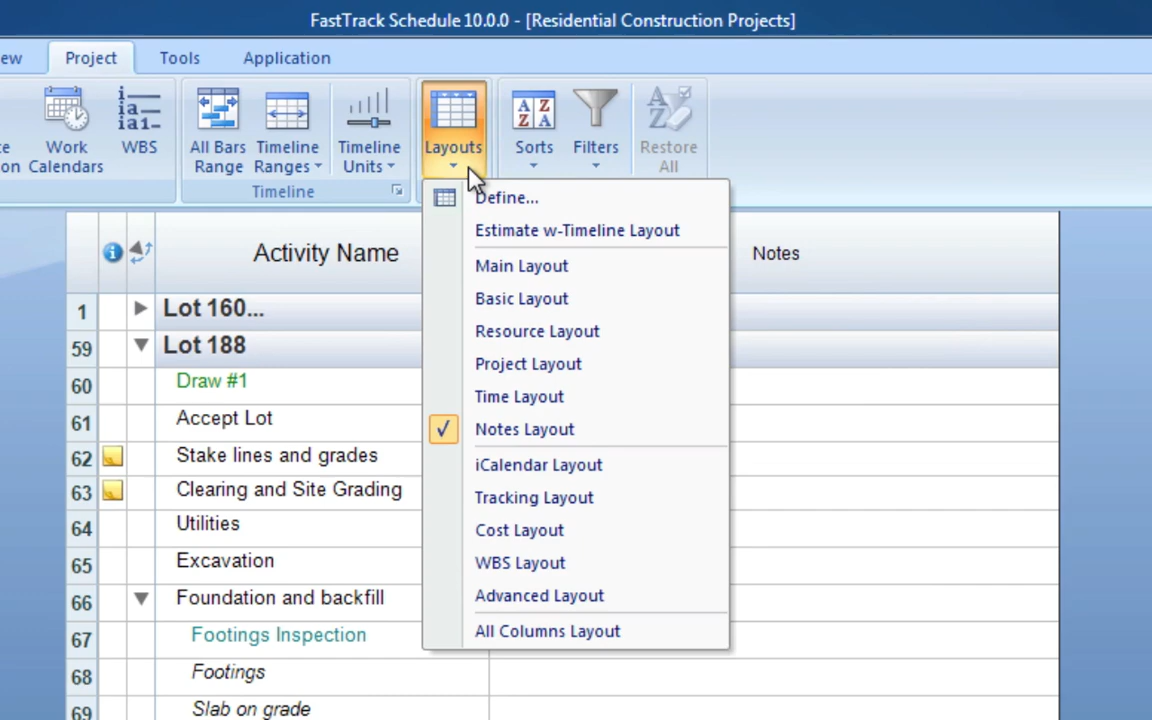 FastTrack Schedule 10.0.0 - [Residential Construction Projects]
ew Project Tools Application
Work
Calendars
WBS
All Bars
Range
Timeline
Ranges
Timeline
Units
Layouts
Sorts
Filters
Restore
All
Timeline
Define...
Estimate w-Timeline Layout
Main Layout
Basic Layout
Resource Layout
Project Layout
Time Layout
Notes Layout
iCalendar Layout
Tracking Layout
Cost Layout
WBS Layout
Advanced Layout
All Columns Layout
Activity Name Notes
1 Lot 160...
59 Lot 188
60 Draw #1
61 Accept Lot
62 Stake lines and grades
63 Clearing and Site Grading
64 Utilities
65 Excavation
66 Foundation and backfill
67 Footings Inspection
68 Footings
69 Slab on grade